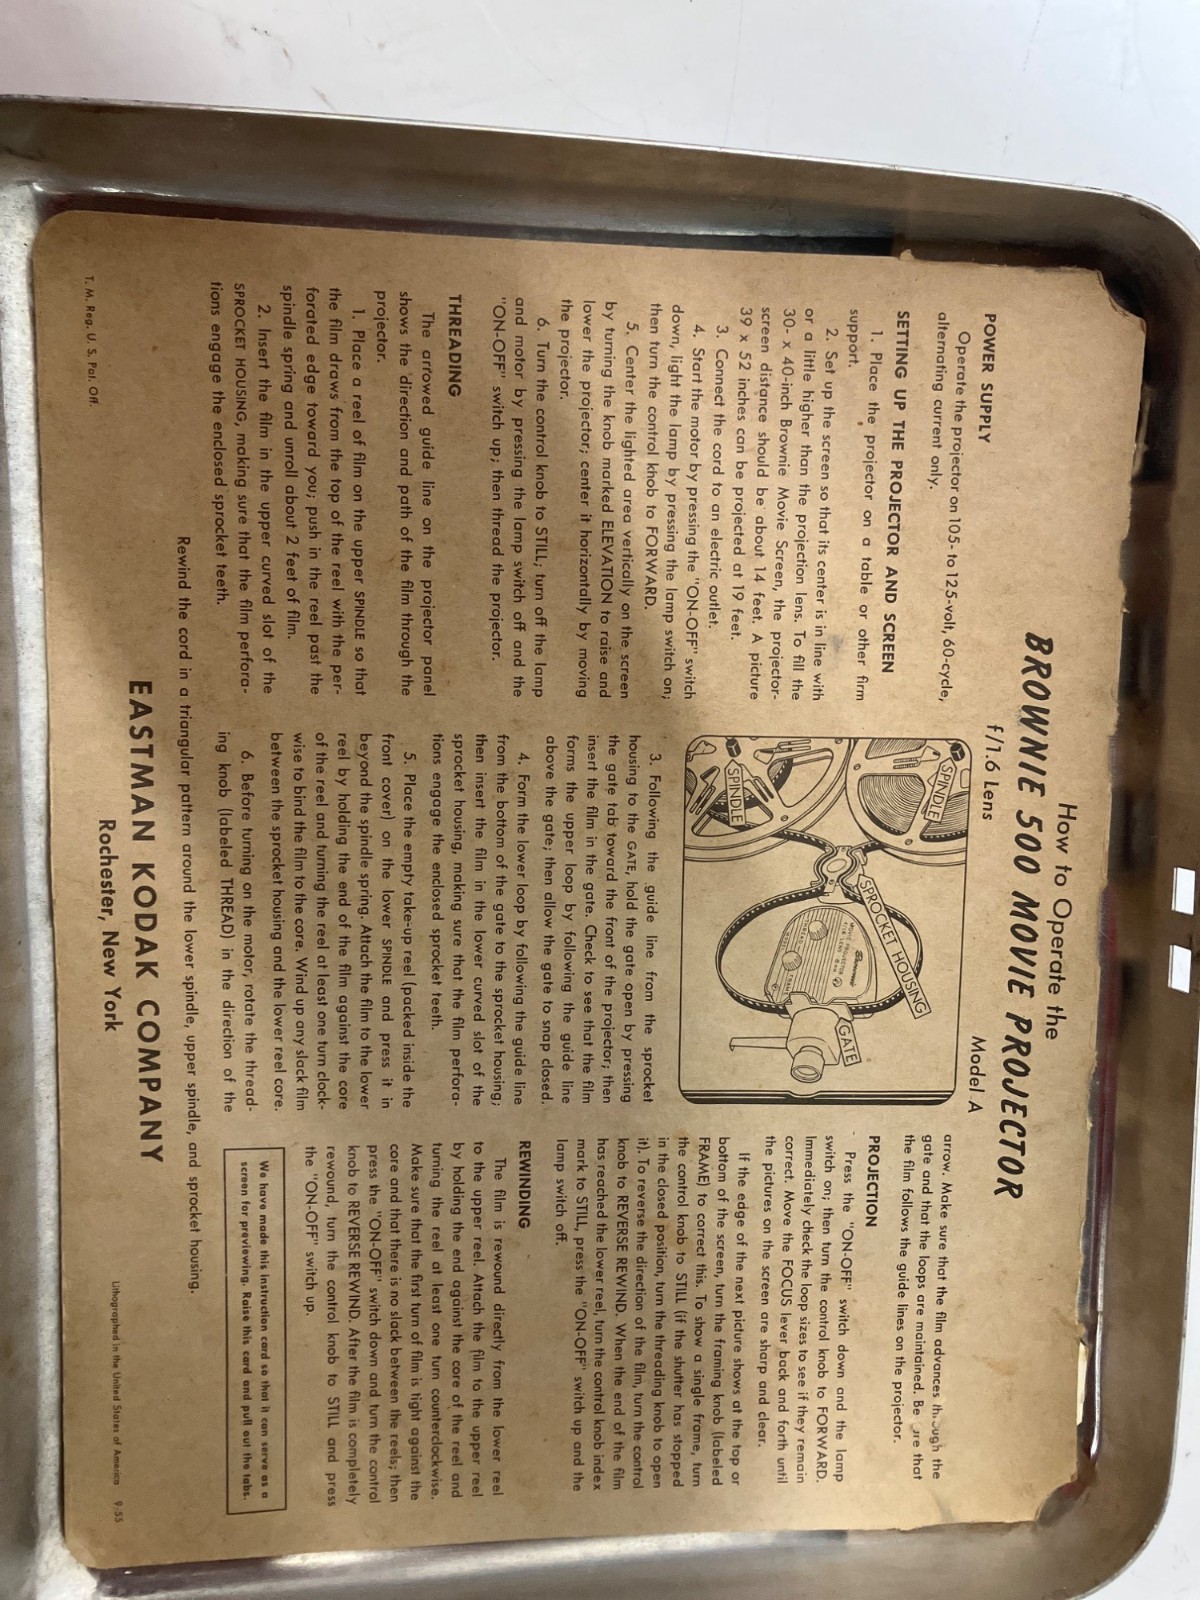 How to Operate the
BROWNIE 500 MOVIE PROJECTOR
f/1.6 Lens
Model A
POWER SUPPLY
Operate the projector on 105- to 125-volt, 60-cycle,
alternating current only.
SETTING UP THE PROJECTOR AND SCREEN
1. Place the projector on a table or other firm
support.
2. Set up the screen so that its center is in line with
or a little higher than the projection lens. To fill the
30- x 40-inch Brownie Movie Screen, the projector-
screen distance should be about 14 feet. A picture
39 x 52 inches can be projected at 19 feet.
3. Connect the cord to an electric outlet.
4. Start the motor by pressing the "ON-OFF" switch
down, light the lamp by pressing the lamp switch on;
then turn the control knob to FORWARD.
5. Center the lighted area vertically on the screen
by turning the knob marked ELEVATION to raise and
lower the projector; center it horizontally by moving
the projector.
6. Turn the control knob to STILL; turn off the lamp
and motor by pressing the lamp switch off and the
"ON-OFF" switch up; then thread the projector.
THREADING
The arrowed guide line on the projector panel
shows the direction and path of the film through the
projector.
1. Place a reel of film on the upper SPINDLE so that
the film draws from the top of the reel with the per-
forated edge toward you; push in the reel past the
spindle spring and unroll about 2 feet of film.
2. Insert the film in the upper curved slot of the
SPROCKET HOUSING, making sure that the film perfora-
tions engage the enclosed sprocket teeth.
SPINDLE
SPINDLE
SPROCKET HOUSING
GATE
Brownie
MOVIE PROJECTOR
3. Following the guide line from the sprocket
housing to the GATE, hold the gate open by pressing
the gate tab toward the front of the projector; then
insert the film in the gate. Check to see that the film
forms the upper loop by following the guide line
above the gate; then allow the gate to snap closed.
4. Form the lower loop by following the guide line
from the bottom of the gate to the sprocket housing;
then insert the film in the lower curved slot of the
sprocket housing, making sure that the film perfora-
tions engage the enclosed sprocket teeth.
5. Place the empty take-up reel (packed inside the
front cover) on the lower SPINDLE and press it in
beyond the spindle spring. Attach the film to the lower
reel by holding the end of the film against the core
of the reel and turning the reel at least one turn clock-
wise to bind the film to the core. Wind up any slack film
between the sprocket housing and the lower reel core.
6. Before turning on the motor, rotate the thread-
ing knob (labeled THREAD) in the direction of the
arrow. Make sure that the film advances through the
gate and that the loops are maintained. Be that
the film follows the guide lines on the projector.
PROJECTION
Press the "ON-OFF" switch down and the lamp
switch on; then turn the control knob to FORWARD.
Immediately check the loop sizes to see if they remain
correct. Move the FOCUS lever back and forth until
the pictures on the screen are sharp and clear.
If the edge of the next picture shows at the top or
bottom of the screen, turn the framing knob (labeled
FRAME) to correct this. To show a single frame, turn
the control knob to STILL (if the shutter has stopped
in the closed position, turn the threading knob to open
it). To reverse the direction of the film, turn the control
knob to REVERSE REWIND. When the end of the film
has reached the lower reel, turn the control knob index
mark to STILL, press the "ON-OFF" switch up and the
lamp switch off.
REWINDING
The film is rewound directly from the lower reel
to the upper reel. Attach the film to the upper reel
by holding the end against the core of the reel and
turning the reel at least one turn counterclockwise.
Make sure that the first turn of film is tight against the
core and that there is no slack between the reels; then
press the "ON-OFF" switch down and turn the control
knob to REVERSE REWIND. After the film is completely
rewound, turn the control knob to STILL and press
the "ON-OFF" switch up.
We have made this instruction card so that it can serve as a
screen for previewing. Raise this card and pull out the tabs.
Rewind the cord in a triangular pattern around the lower spindle, upper spindle, and sprocket housing.
EASTMAN KODAK COMPANY
Rochester, New York
T. M. Reg. U. S. Pat. Off.
Lithographed in the United States of America 9-55